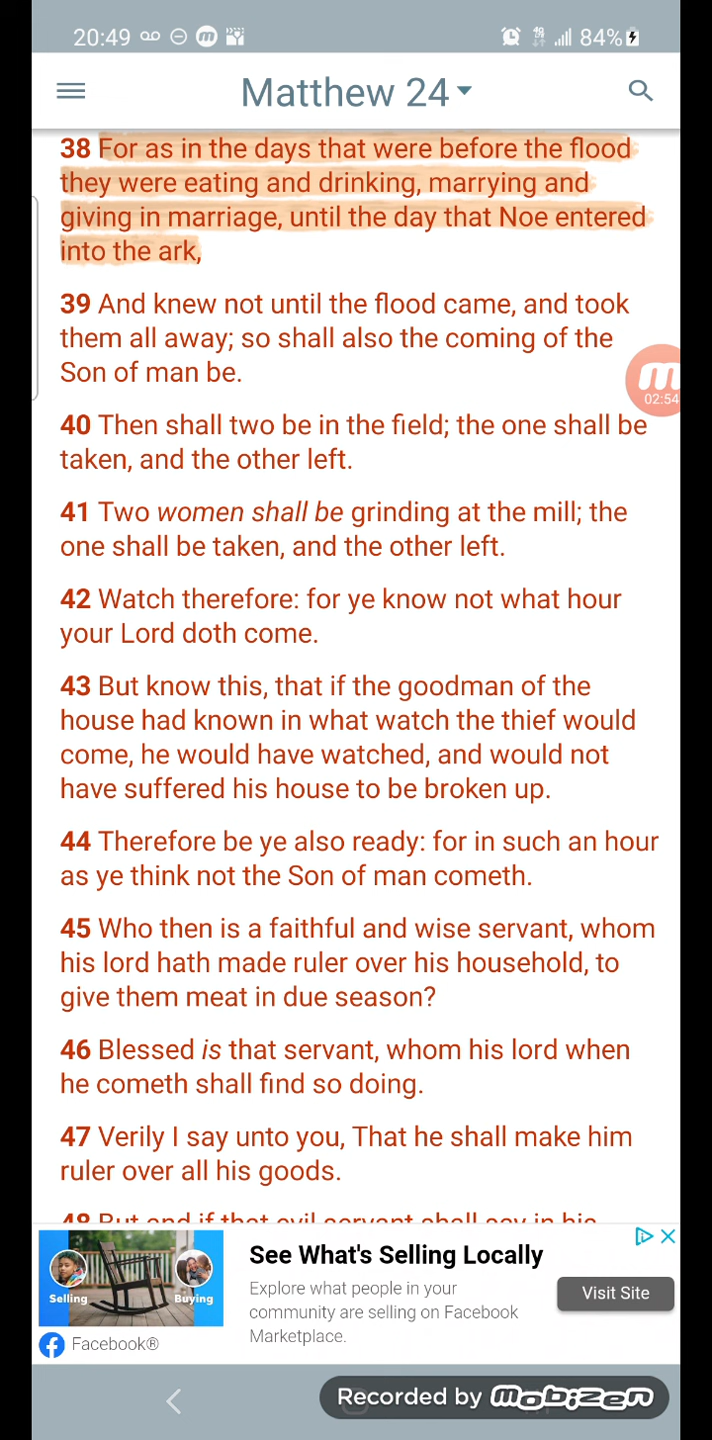 20:49 84%
Matthew 24
38 For as in the days that were before the flood
they were eating and drinking, marrying and
giving in marriage, until the day that Noe entered
into the ark,
39 And knew not until the flood came, and took
them all away; so shall also the coming of the
Son of man be.
40 Then shall two be in the field; the one shall be
taken, and the other left.
41 Two women shall be grinding at the mill; the
one shall be taken, and the other left.
42 Watch therefore: for ye know not what hour
your Lord doth come.
43 But know this, that if the goodman of the
house had known in what watch the thief would
come, he would have watched, and would not
have suffered his house to be broken up.
44 Therefore be ye also ready: for in such an hour
as ye think not the Son of man cometh.
45 Who then is a faithful and wise servant, whom
his lord hath made ruler over his household, to
give them meat in due season?
46 Blessed is that servant, whom his lord when
he cometh shall find so doing.
47 Verily I say unto you, That he shall make him
ruler over all his goods.
48 But and if that evil servant shall say in his
02:54
Selling Buying
Facebook®
See What's Selling Locally
Explore what people in your
community are selling on Facebook
Marketplace.
Visit Site
Recorded by mobizen